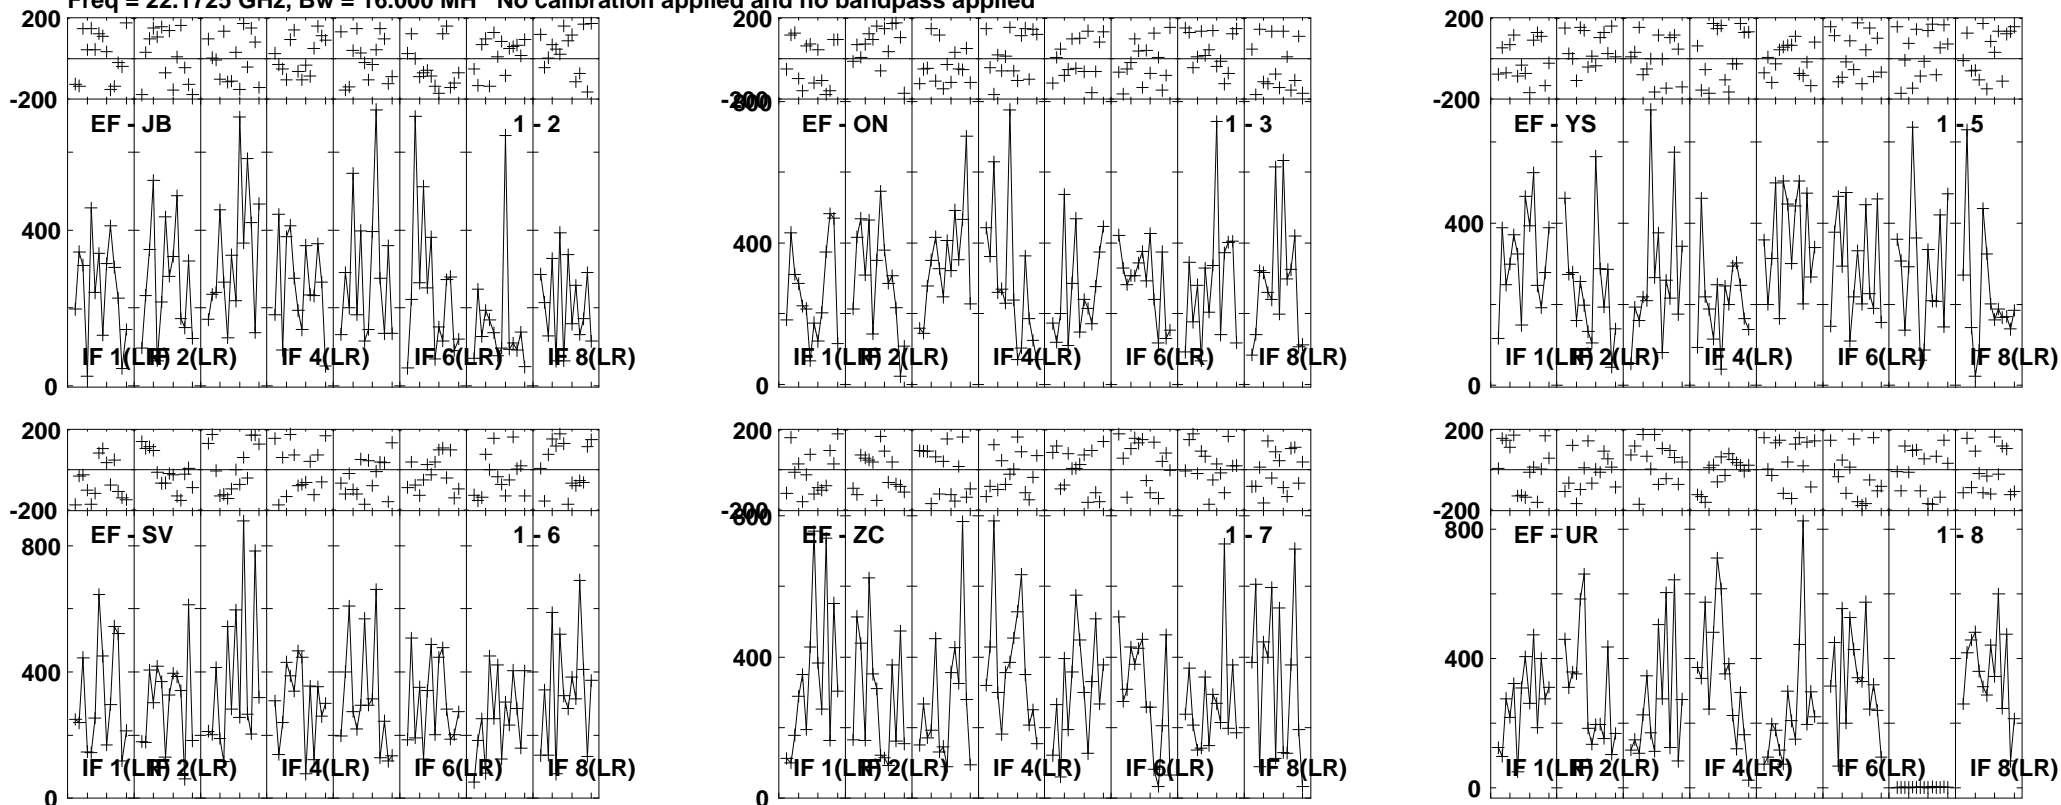 Freq = 22.1725 GHz, Bw = 16.000 MH No calibration applied and no bandpass applied
200
-200
EF - JB
1 - 2
400
0
IF 1(LR)
IF 2(LR)
IF 4(LR)
IF 6(LR)
IF 8(LR)
200
-200
800
EF - ON
1 - 3
400
0
IF 1(LR)
IF 2(LR)
IF 4(LR)
IF 6(LR)
IF 8(LR)
200
-200
EF - YS
1 - 5
400
0
IF 1(LR)
IF 2(LR)
IF 4(LR)
IF 6(LR)
IF 8(LR)
200
-200
EF - SV
1 - 6
800
400
0
IF 1(LR)
IF 2(LR)
IF 4(LR)
IF 6(LR)
IF 8(LR)
200
-200
800
EF - ZC
1 - 7
400
0
IF 1(LR)
IF 2(LR)
IF 4(LR)
IF 6(LR)
IF 8(LR)
200
-200
EF - UR
1 - 8
800
400
0
IF 1(LR)
IF 2(LR)
IF 4(LR)
IF 6(LR)
IF 8(LR)